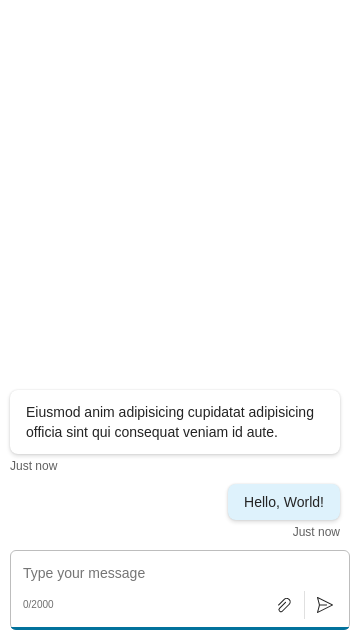 Eiusmod anim adipisicing cupidatat adipisicing
officia sint qui consequat veniam id aute.
Just now
Hello, World!
Just now
Type your message
0/2000